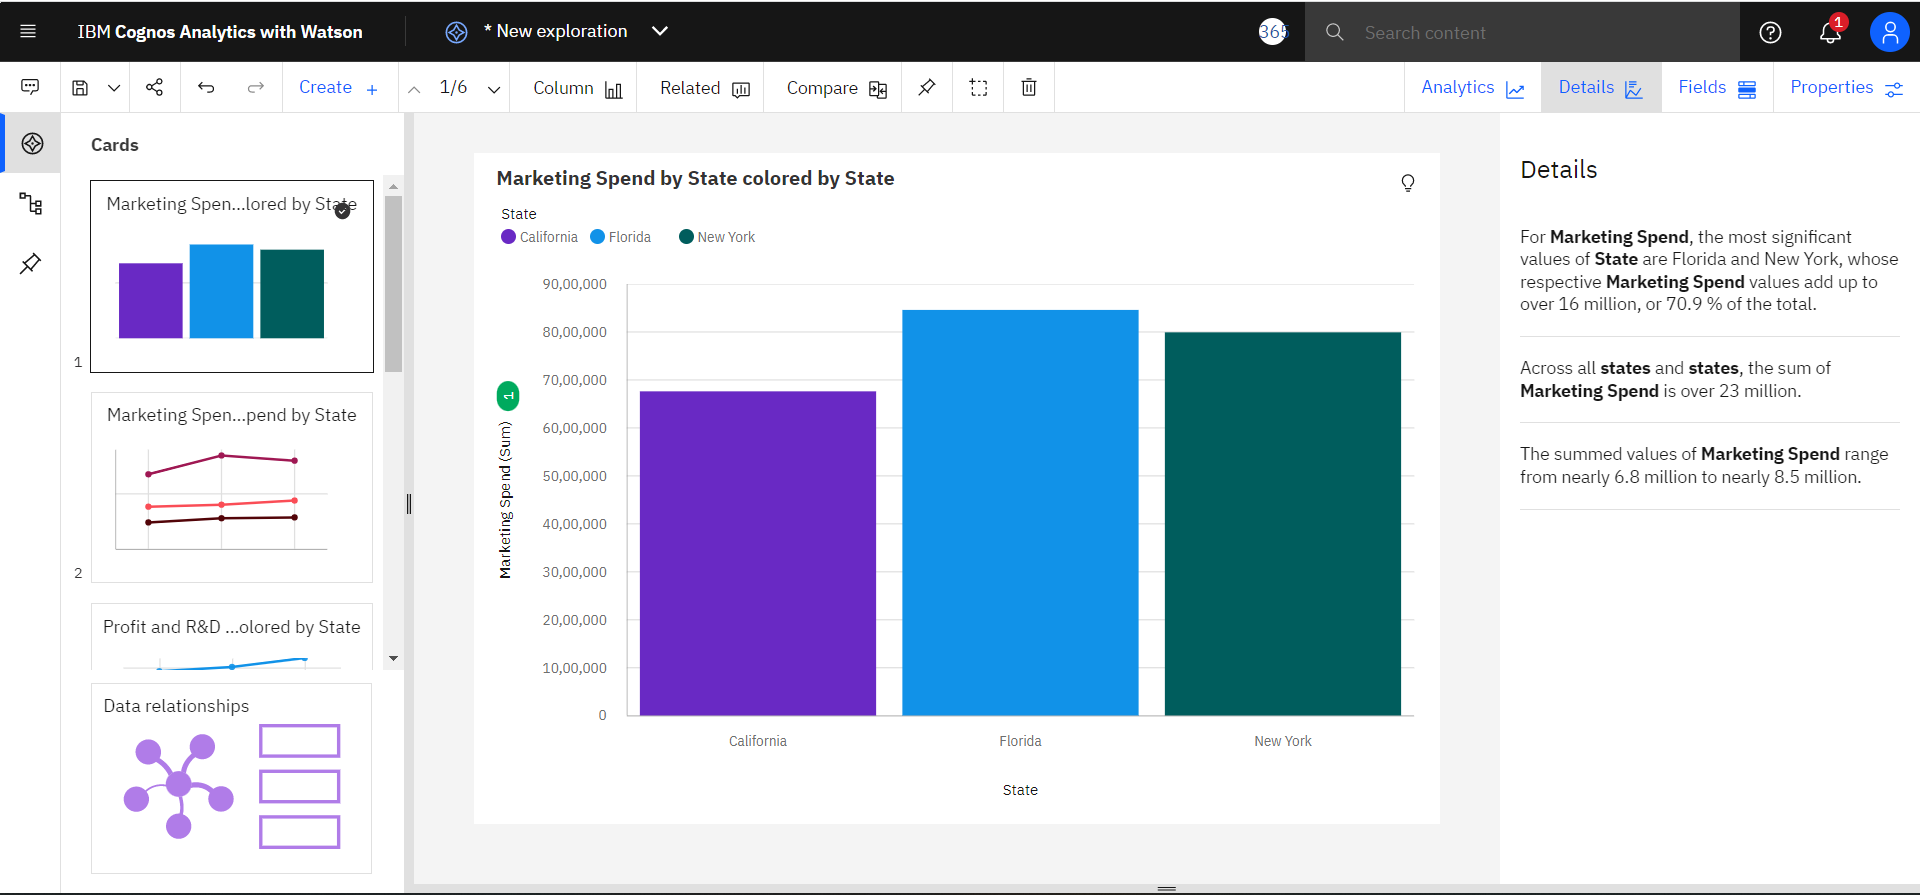 IBM Cognos Analytics with Watson
* New exploration
365
Search content
1
Create +
1/6
Column
Related
Compare
Analytics
Details
Fields
Properties
Cards
Marketing Spen...lored by State
1
Marketing Spen...pend by State
2
Profit and R&D ...olored by State
Data relationships
Marketing Spend by State colored by State
State
California
Florida
New York
90,00,000
80,00,000
70,00,000
60,00,000
50,00,000
40,00,000
30,00,000
20,00,000
10,00,000
0
1
Marketing Spend (Sum)
California
Florida
New York
State
Details
For Marketing Spend, the most significant
values of State are Florida and New York, whose
respective Marketing Spend values add up to
over 16 million, or 70.9 % of the total.
Across all states and states, the sum of
Marketing Spend is over 23 million.
The summed values of Marketing Spend range
from nearly 6.8 million to nearly 8.5 million.